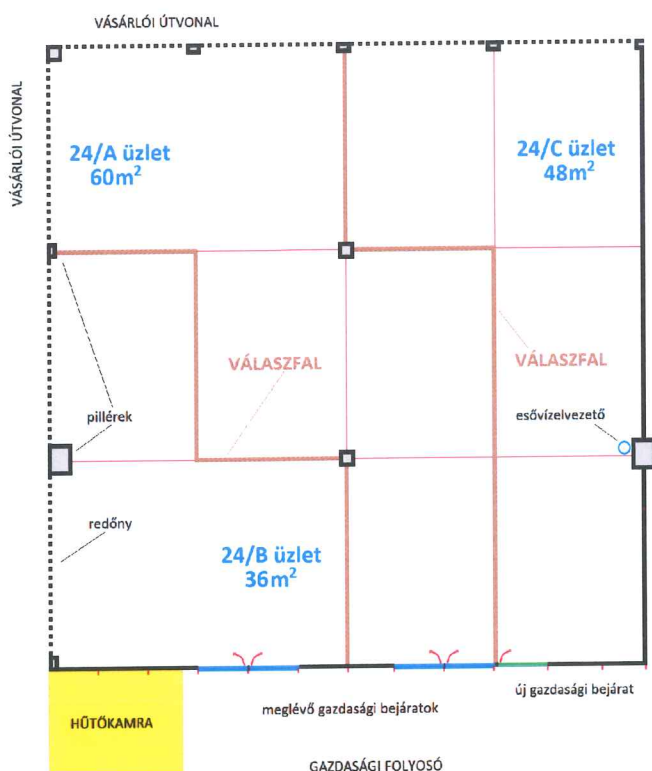 VÁSÁRLÓI ÚTVONAL
VÁSÁRLÓI ÚTVONAL
24/A üzlet
60m²
24/C üzlet
48m²
VÁLASZFAL
VÁLASZFAL
pillérek
esővízelvezető
redőny
24/B üzlet
36m²
új gazdasági bejárat
meglévő gazdasági bejáratok
HŰTŐKAMRA
GAZDASÁGI FOLYOSÓ